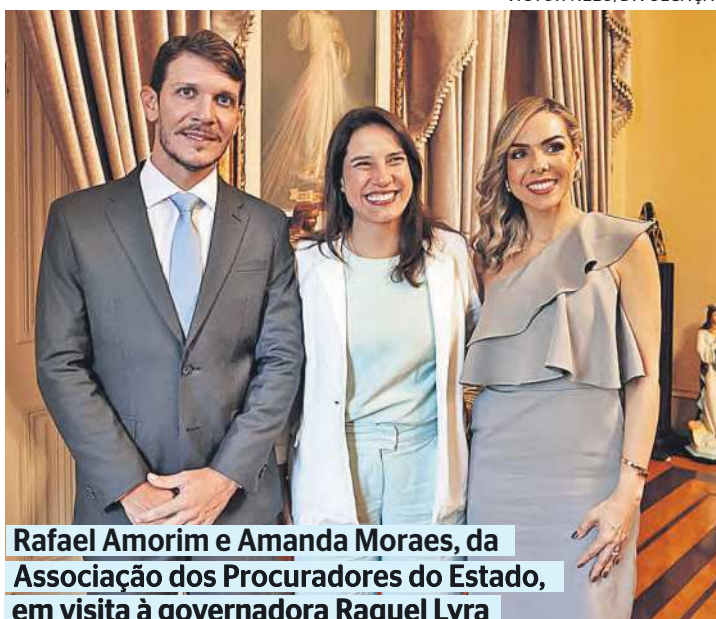 Rafael Amorim e Amanda Moraes, da
Associação dos Procuradores do Estado,
em visita à governadora Raquel Lyra